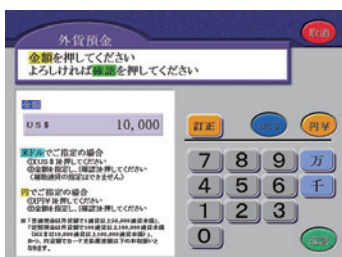 外貨預金
取消
金額を押してください
よろしければ確認を押してください
金額
US$ 10,000
訂正
US$
円¥
米ドルでご指定の場合
①US$を押してください
②金額を指定し、確認を押してください
(補助通貨の指定はできません)
円でご指定の場合
①円¥を押してください
②金額を指定し、確認を押してください
7 8 9 万
4 5 6 千
1 2 3
0
確認